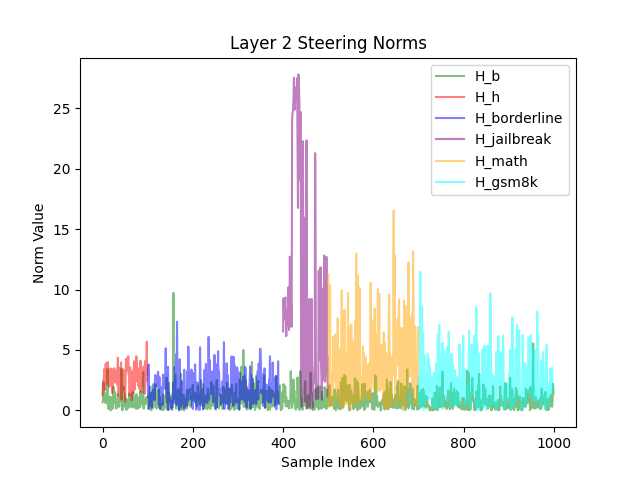 Layer 2 Steering Norms
H_b
H_h
H_borderline
H_jailbreak
H_math
H_gsm8k
Norm Value
25
20
15
10
5
0
0 200 400 600 800 1000
Sample Index